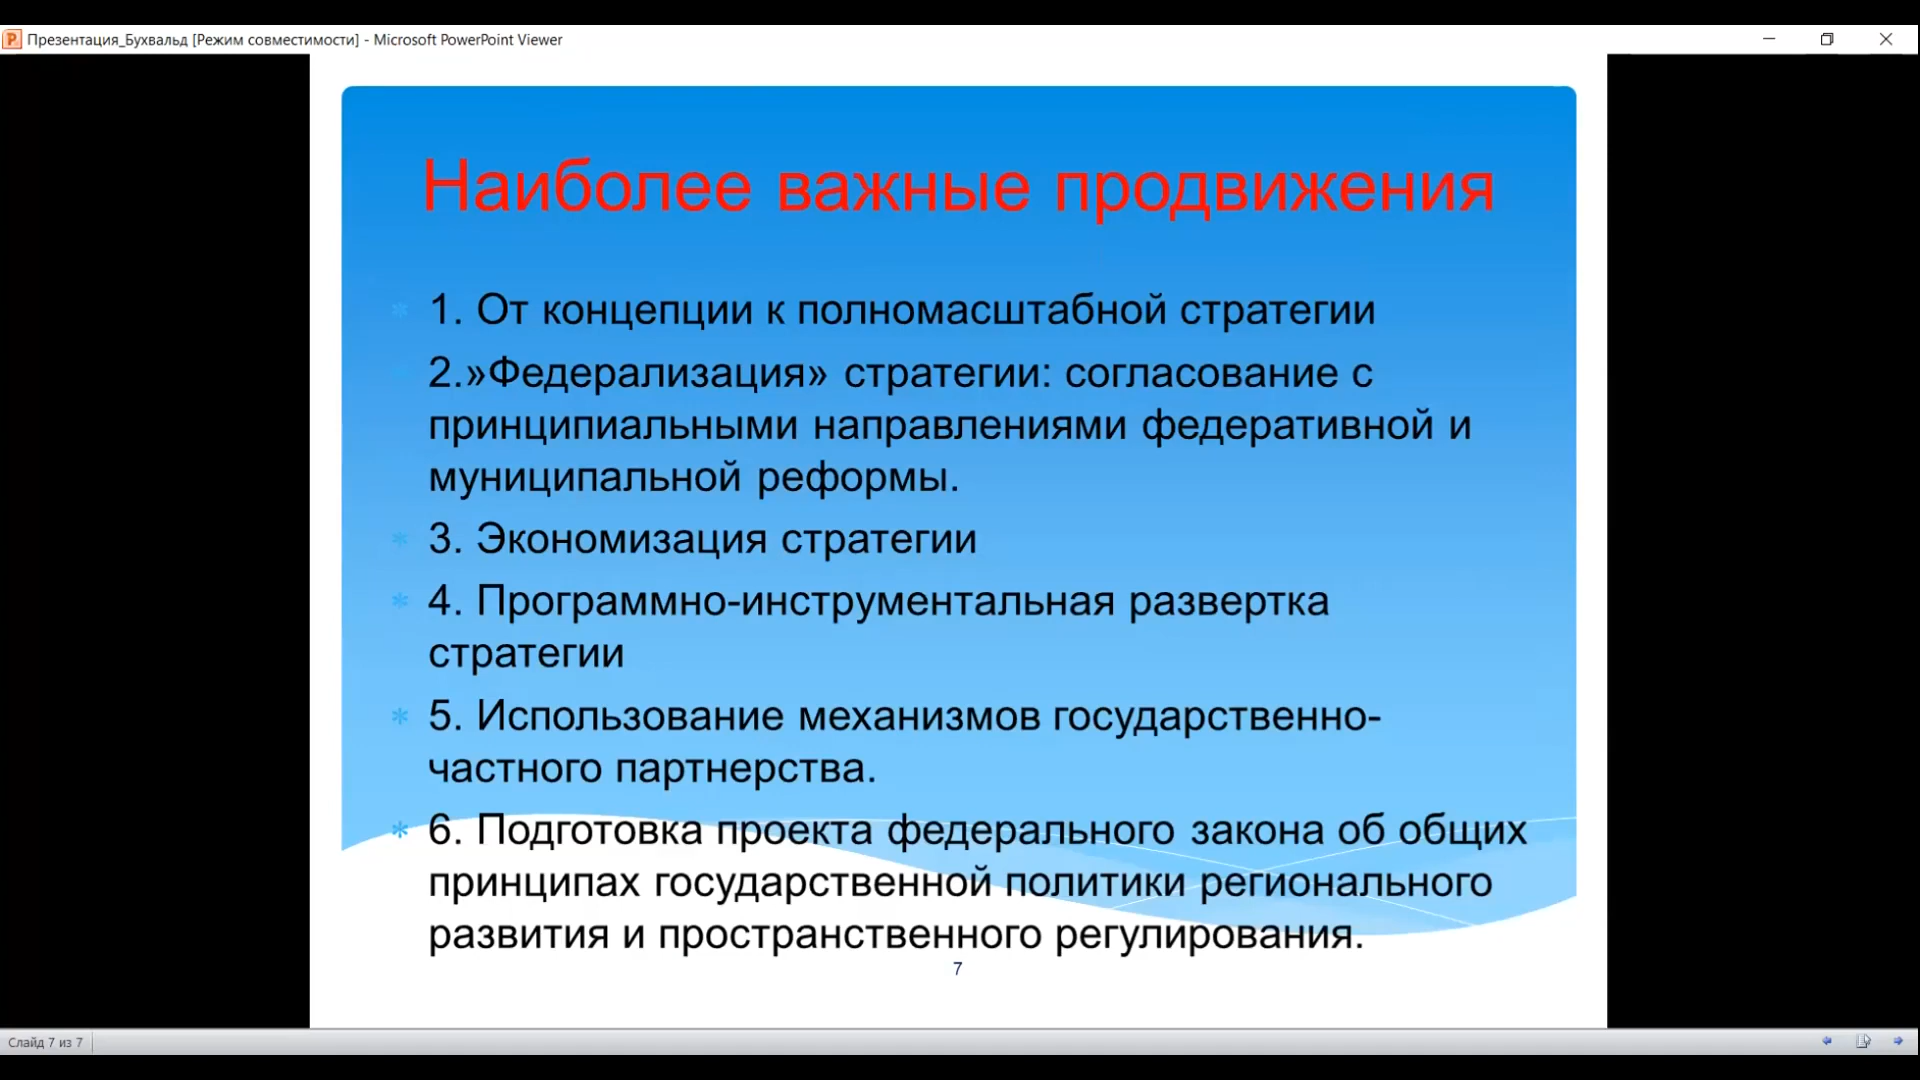 Презентация_Бухвальд [Режим совместимости] - Microsoft PowerPoint Viewer
Наиболее важные продвижения
* 1. От концепции к полномасштабной стратегии
* 2.»Федерализация» стратегии: согласование с
принципиальными направлениями федеративной и
муниципальной реформы.
* 3. Экономизация стратегии
* 4. Программно-инструментальная развертка
стратегии
* 5. Использование механизмов государственно-
частного партнерства.
* 6. Подготовка проекта федерального закона об общих
принципах государственной политики регионального
развития и пространственного регулирования.
7
Слайд 7 из 7